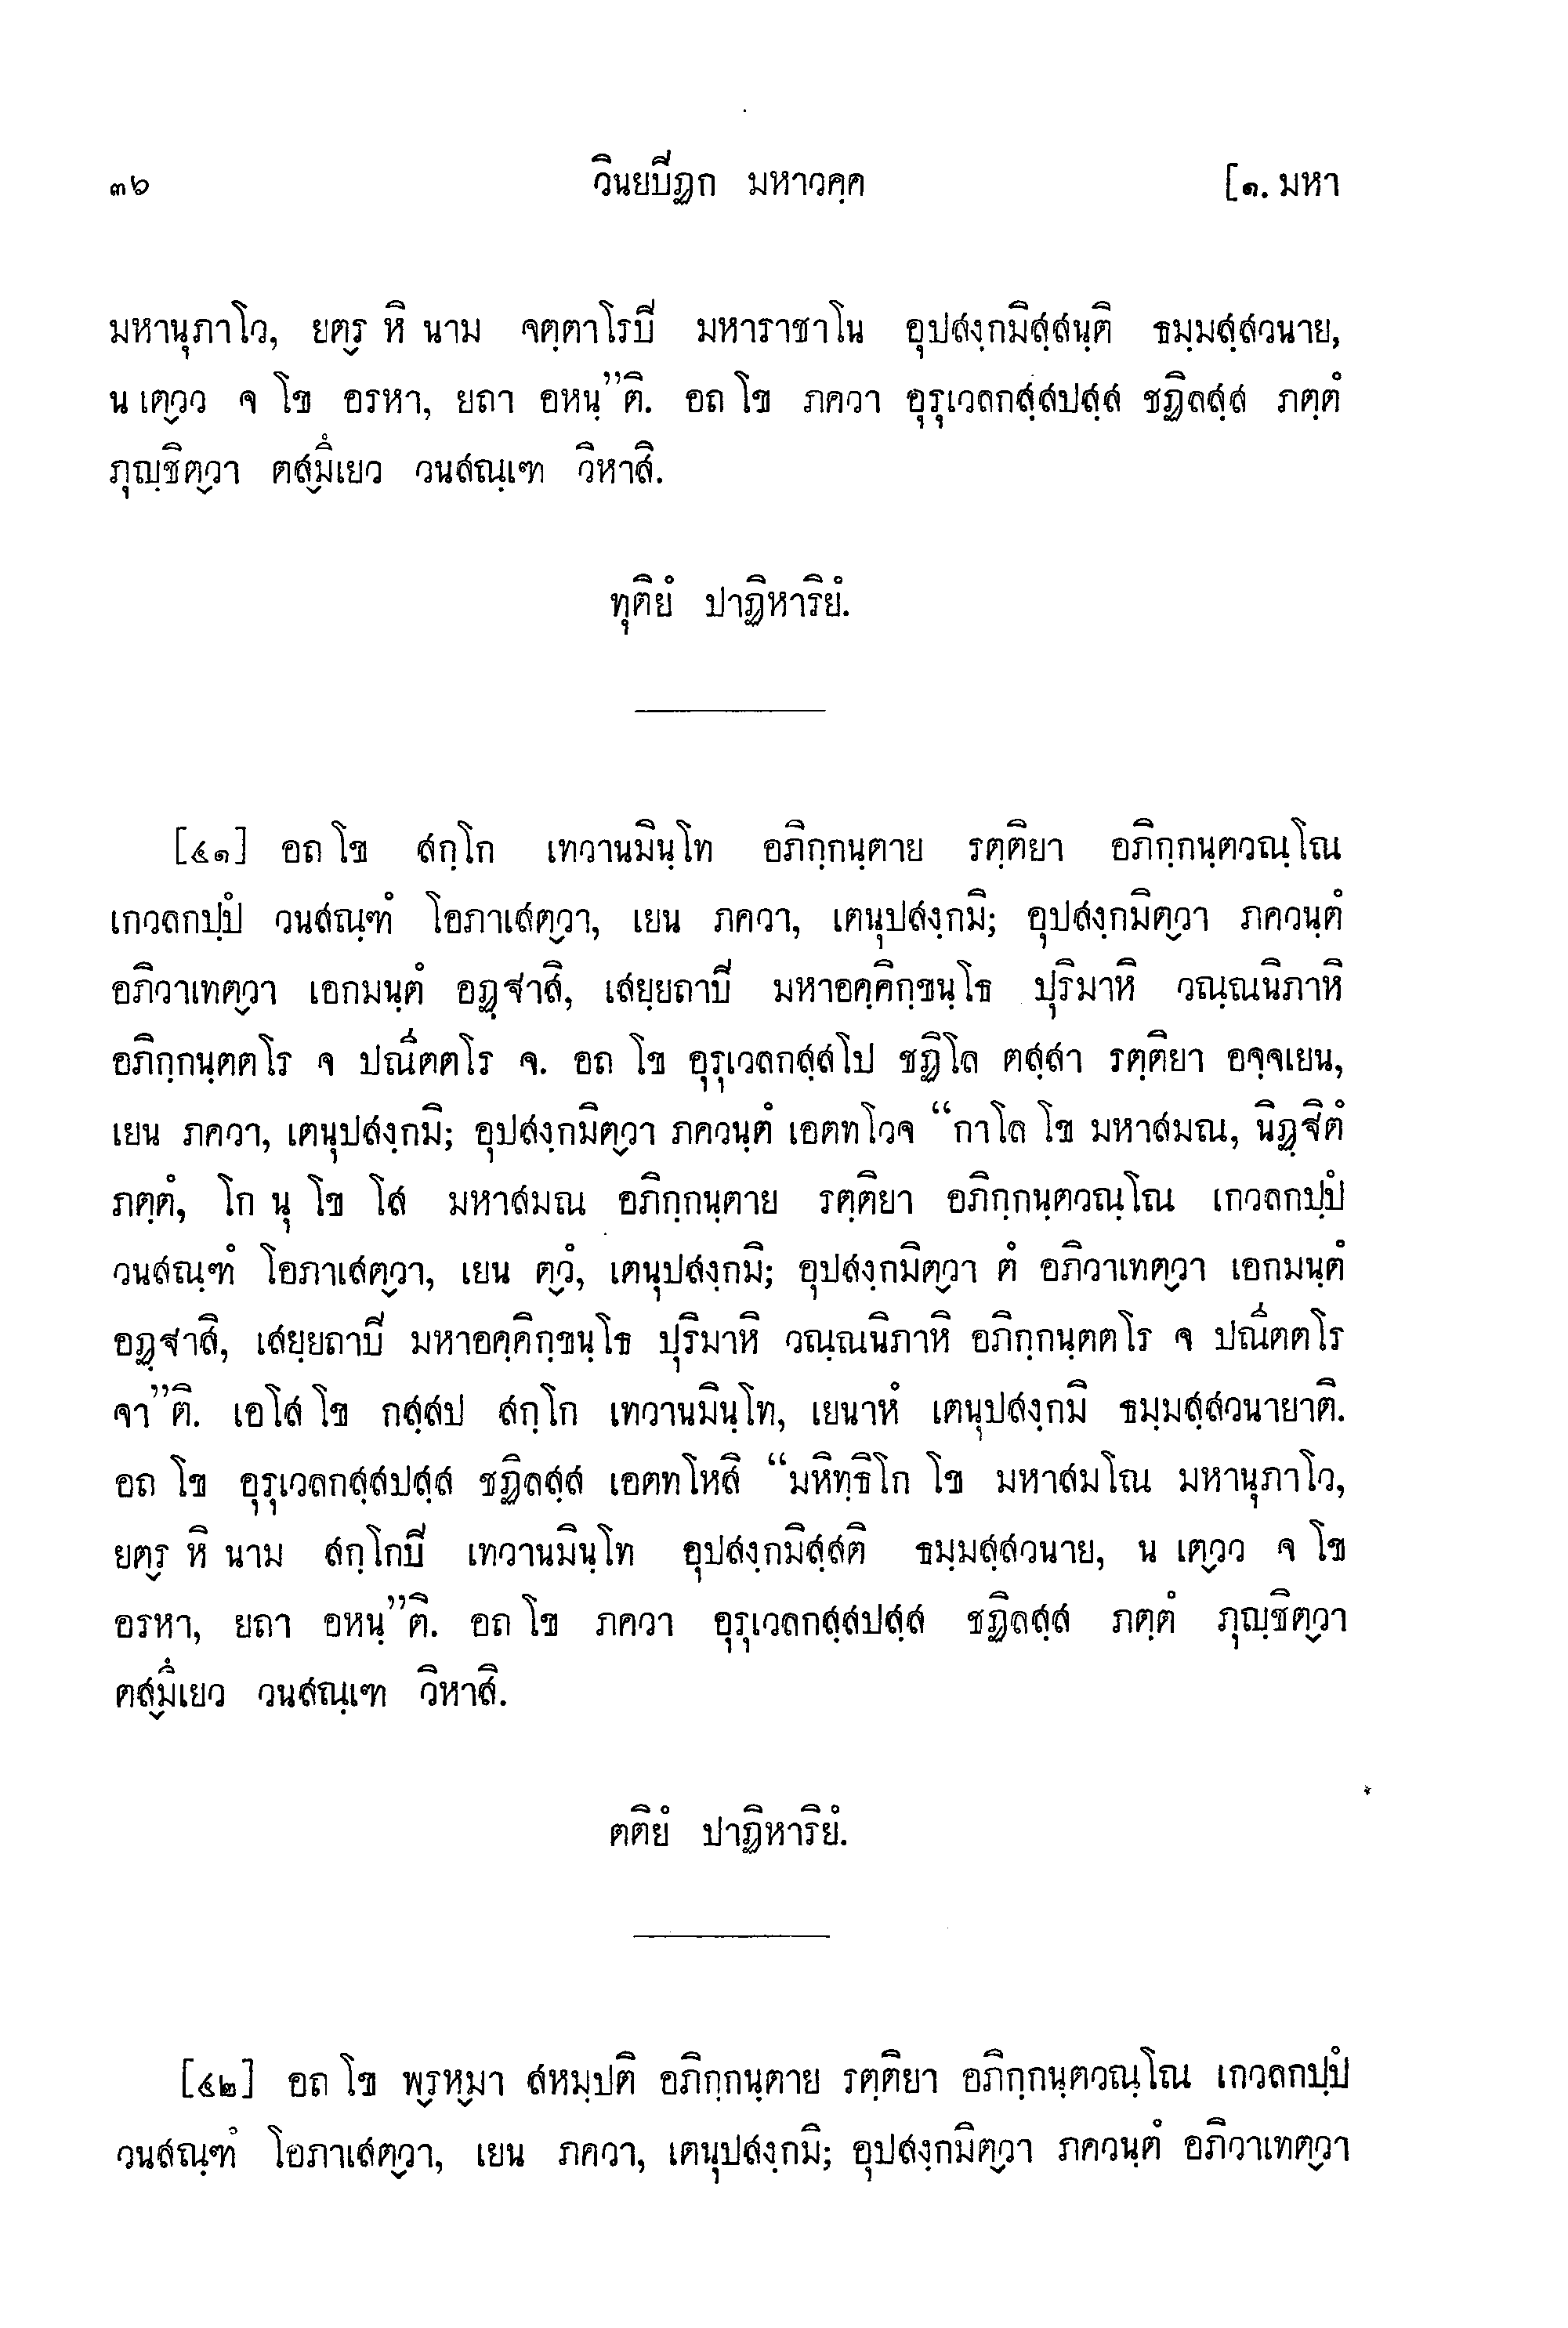 ๓๖ วินยปิฏก มหาวคฺค [๑. มหา
มหานุภาโว, ยต๎ร หิ นาม จตฺตาโรปิ มหาราชาโน อุปสงฺกมิสฺสนฺติ ธมฺมสฺสวนาย,
น เต๎วว จ โข อรหา, ยถา อหนฺ”ติ. อถ โข ภควา อุรุเวลกสฺสปสฺส ชฏิลสฺส ภตฺตํ
ภุญฺชิต๎วา ตส๎มึเยว วนสณฺเฑ วิหาสิ.
ทุติยํ ปาฏิหาริยํ.
[๔๑] อถ โข สกฺโก เทวานมินฺโท อภิกฺกนฺตาย รตฺติยา อภิกฺกนฺตวณฺโณ
เกวลกปฺปํ วนสณฺฑํ โอภาเสต๎วา, เยน ภควา, เตนุปสงฺกมิ; อุปสงฺกมิต๎วา ภควนฺตํ
อภิวาเทต๎วา เอกมนฺตํ อฏฺฐาสิ, เสยฺยถาปิ มหาอคฺคิกฺขนฺโธ ปุริมาหิ วณฺณนิภาหิ
อภิกฺกนฺตตโร จ ปณีตตโร จ. อถ โข อุรุเวลกสฺสโป ชฏิโล ตสฺสา รตฺติยา อจฺจเยน,
เยน ภควา, เตนุปสงฺกมิ; อุปสงฺกมิต๎วา ภควนฺตํ เอตทโวจ “กาโล โข มหาสมณ, นิฏฺฐิตํ
ภตฺตํ, โก นุ โข โส มหาสมณ อภิกฺกนฺตาย รตฺติยา อภิกฺกนฺตวณฺโณ เกวลกปฺปํ
วนสณฺฑํ โอภาเสต๎วา, เยน ต๎วํ, เตนุปสงฺกมิ; อุปสงฺกมิต๎วา ตํ อภิวาเทต๎วา เอกมนฺตํ
อฏฺฐาสิ, เสยฺยถาปิ มหาอคฺคิกฺขนฺโธ ปุริมาหิ วณฺณนิภาหิ อภิกฺกนฺตตโร จ ปณีตตโร
จา”ติ. เอโส โข กสฺสป สกฺโก เทวานมินฺโท, เยนาหํ เตนุปสงฺกมิ ธมฺมสฺสวนายาติ.
อถ โข อุรุเวลกสฺสปสฺส ชฏิลสฺส เอตทโหสิ “มหิทฺธิโก โข มหาสมโณ มหานุภาโว,
ยต๎ร หิ นาม สกฺโกปิ เทวานมินฺโท อุปสงฺกมิสฺสติ ธมฺมสฺสวนาย, น เต๎วว จ โข
อรหา, ยถา อหนฺ”ติ. อถ โข ภควา อุรุเวลกสฺสปสฺส ชฏิลสฺส ภตฺตํ ภุญฺชิต๎วา
ตส๎มึเยว วนสณฺเฑ วิหาสิ.
ตติยํ ปาฏิหาริยํ.
[๔๒] อถ โข พ๎รห๎มา สหมฺปติ อภิกฺกนฺตาย รตฺติยา อภิกฺกนฺตวณฺโณ เกวลกปฺปํ
วนสณฺฑํ โอภาเสต๎วา, เยน ภควา, เตนุปสงฺกมิ; อุปสงฺกมิต๎วา ภควนฺตํ อภิวาเทต๎วา